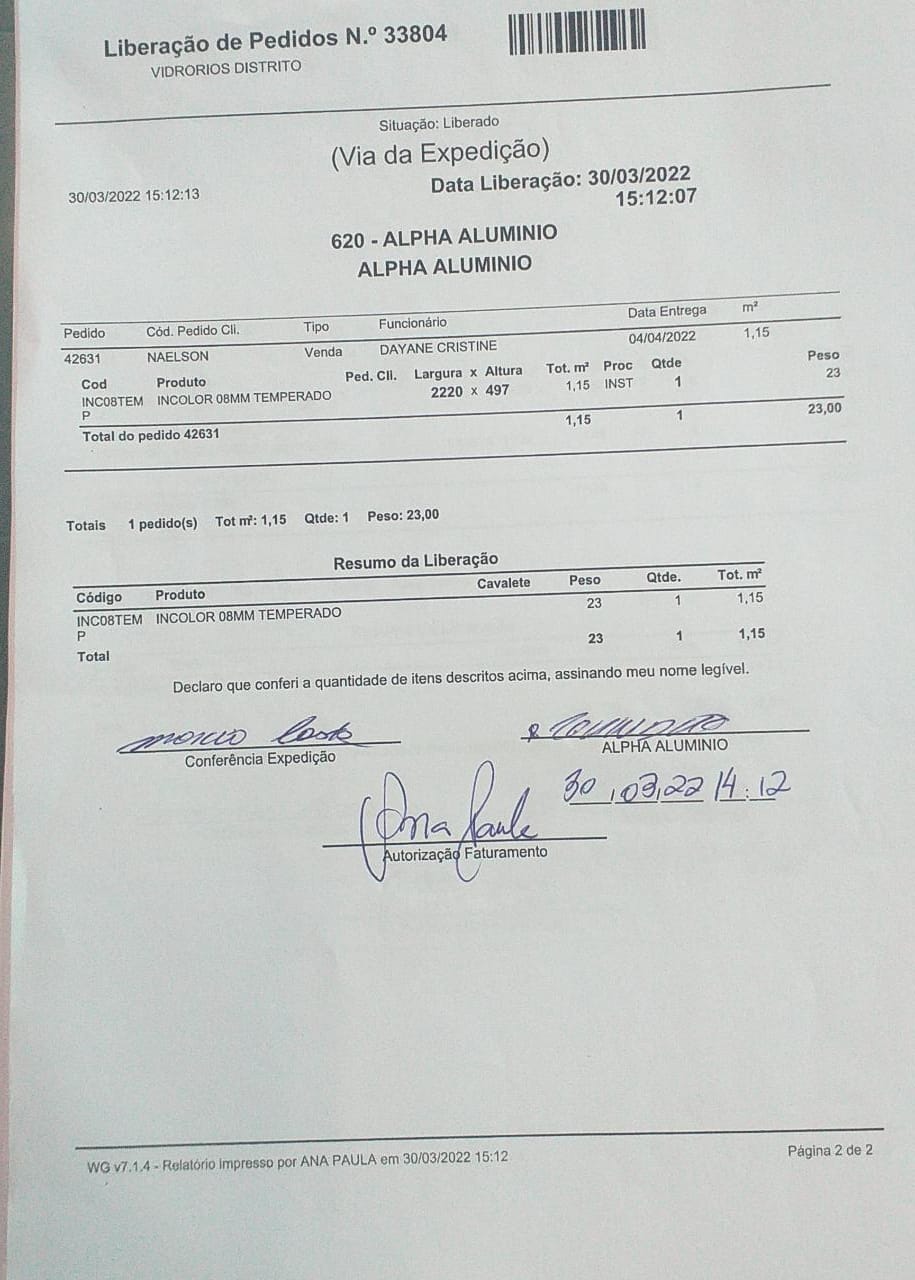 Liberação de Pedidos N.º 33804
VIDRORIOS DISTRITO
Situação: Liberado
(Via da Expedição)
30/03/2022 15:12:13
Data Liberação: 30/03/2022
15:12:07
620 - ALPHA ALUMINIO
ALPHA ALUMINIO
Pedido Cód. Pedido Cli. Tipo Funcionário Data Entrega m²
42631 NAELSON Venda DAYANE CRISTINE 04/04/2022 1,15
Cod Produto Ped. Cli. Largura x Altura Tot. m² Proc Qtde Peso
INC08TEM INCOLOR 08MM TEMPERADO 2220 x 497 1,15 INST 1 23
P
Total do pedido 42631 1,15 1 23,00
Totais 1 pedido(s) Tot m²: 1,15 Qtde: 1 Peso: 23,00
Resumo da Liberação
Código Produto Cavalete Peso Qtde. Tot. m²
INC08TEM INCOLOR 08MM TEMPERADO 23 1 1,15
P
Total 23 1 1,15
Declaro que conferi a quantidade de itens descritos acima, assinando meu nome legível.
Conferência Expedição
ALPHA ALUMINIO
30,03,22 14:12
Ana Paula
Autorização Faturamento
WG v7.1.4 - Relatório impresso por ANA PAULA em 30/03/2022 15:12
Página 2 de 2